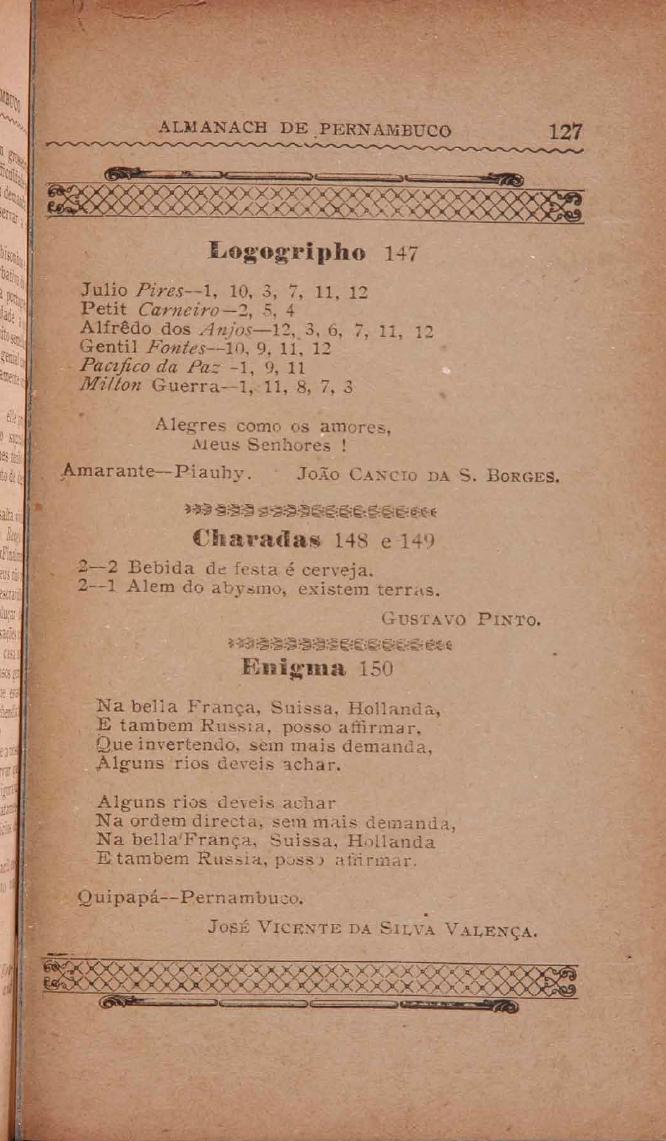 ALMANACH DE PERNAMBUCO 127
Logogripho 147
Julio Pires--1, 10, 3, 7, 11, 12
Petit Carneiro—2, 5, 4
Alfrêdo dos Anjos—12, 3, 6, 7, 11, 12
Gentil Fontes--10, 9, 11, 12
Pacifico da Paz -1, 9, 11
Milton Guerra--1, 11, 8, 7, 3
Alegres como os amores,
Meus Senhores !
Amarante—Piauhy. JOÃO CANCIO DA S. BORGES.
Charadas 148 e 149
2—2 Bebida de festa é cerveja.
2--1 Alem do abysmo, existem terras.
GUSTAVO PINTO.
Enigma 150
Na bella França, Suissa, Hollanda,
E tambem Russia, posso affirmar,
Que invertendo, sem mais demanda,
Alguns rios deveis achar.
Alguns rios deveis achar
Na ordem directa, sem mais demanda,
Na bella França, Suissa, Hollanda
E tambem Russia, posso affirmar.
Quipapá--Pernambuco.
JOSÉ VICENTE DA SILVA VALENÇA.